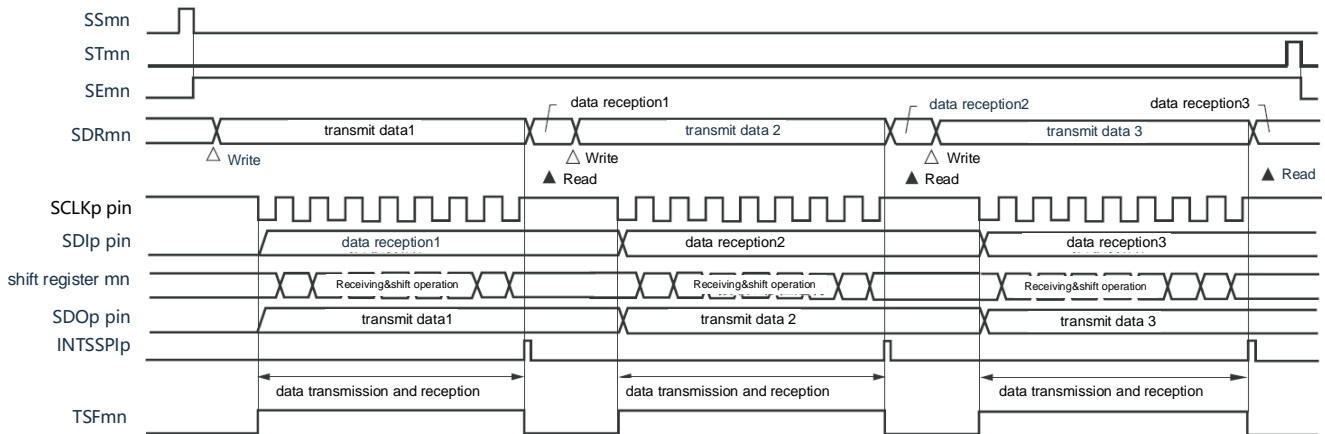 SSmn
STmn
SEmn
data reception1
data reception2
data reception3
SDRmn
transmit data1
transmit data 2
transmit data 3
Write
Write
Write
Read
Read
Read
SCLKp pin
SDIp pin
data reception1
data reception2
data reception3
shift register mn
Receiving&shift operation
Receiving&shift operation
Receiving&shift operation
SDOp pin
transmit data1
transmit data 2
transmit data 3
INTSSPIp
data transmission and reception
data transmission and reception
data transmission and reception
TSFmn